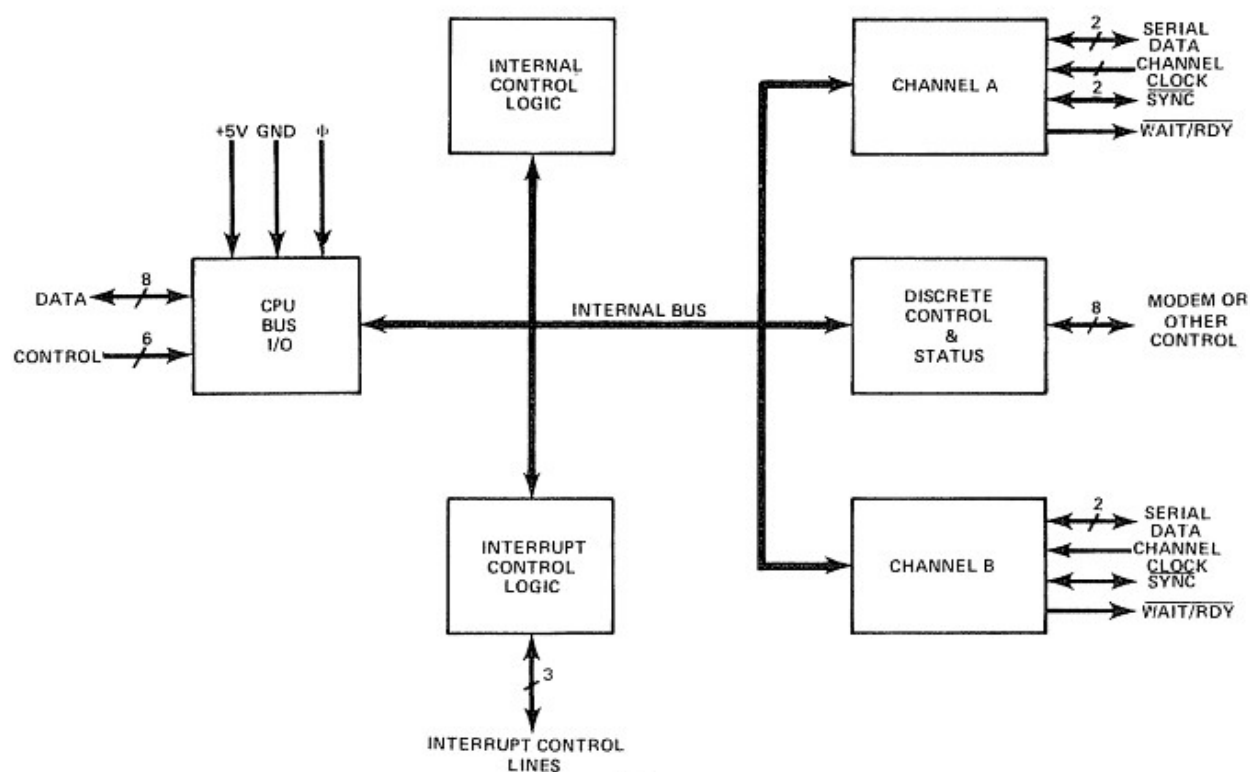 INTERNAL
CONTROL
LOGIC
+5V GND Φ
DATA
8
CONTROL
6
CPU
BUS
I/O
INTERNAL BUS
INTERRUPT
CONTROL
LOGIC
3
INTERRUPT CONTROL
LINES
CHANNEL A
2
SERIAL
DATA
CHANNEL
CLOCK
2
SYNC
WAIT/RDY
DISCRETE
CONTROL
&
STATUS
8
MODEM OR
OTHER
CONTROL
CHANNEL B
2
SERIAL
DATA
CHANNEL
CLOCK
SYNC
WAIT/RDY